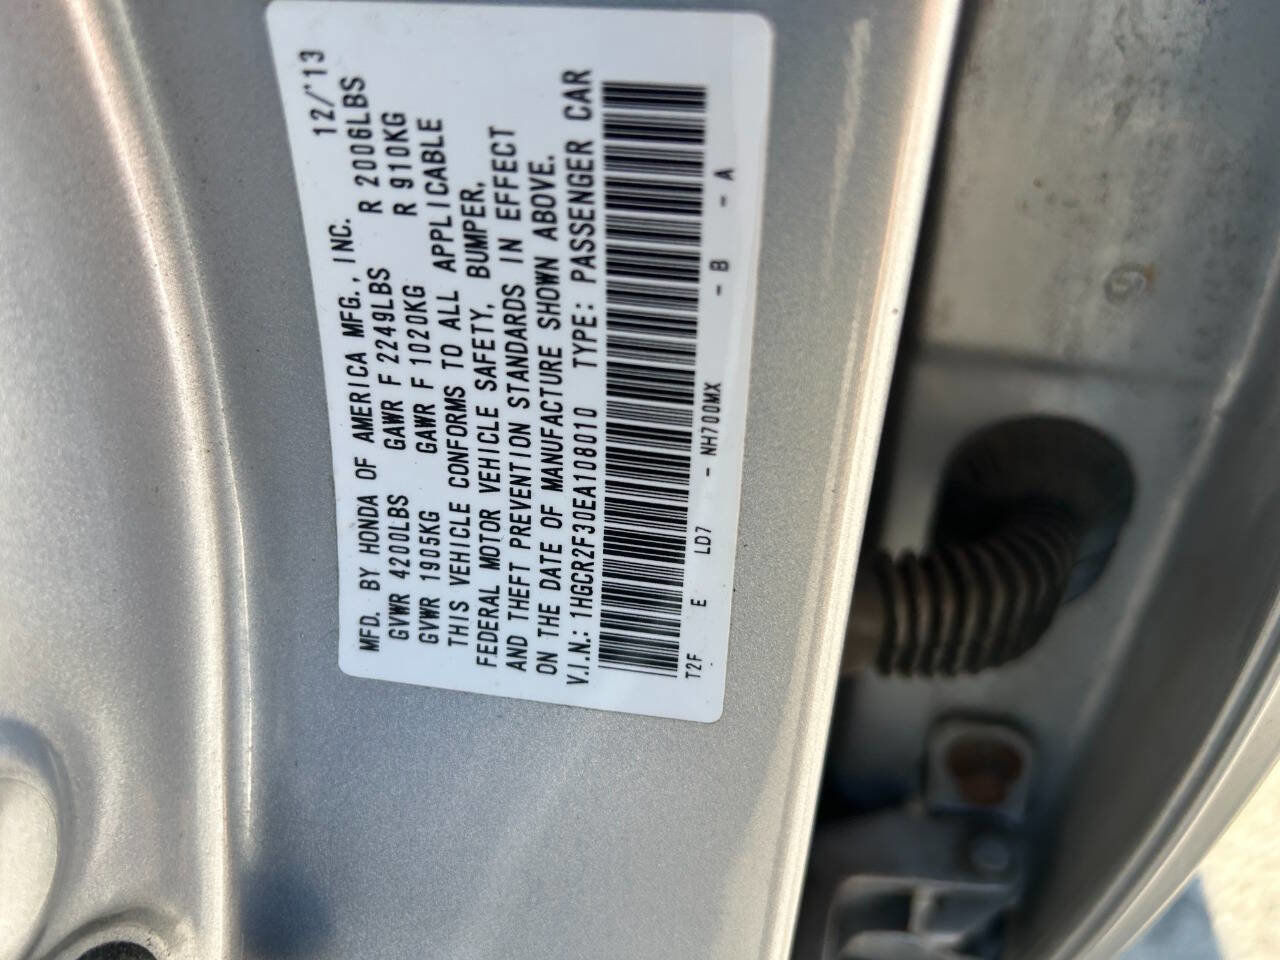 MFD. BY HONDA OF AMERICA MFG., INC. 12/'13
GVWR 4200LBS GAWR F 2249LBS R 2006LBS
GVWR 1905KG GAWR F 1020KG R 910KG
THIS VEHICLE CONFORMS TO ALL APPLICABLE
FEDERAL MOTOR VEHICLE SAFETY, BUMPER,
AND THEFT PREVENTION STANDARDS IN EFFECT
ON THE DATE OF MANUFACTURE SHOWN ABOVE.
V.I.N.: 1HGCR2F30EA108010 TYPE: PASSENGER CAR
T2F E LD7 - NH700MX - B - A